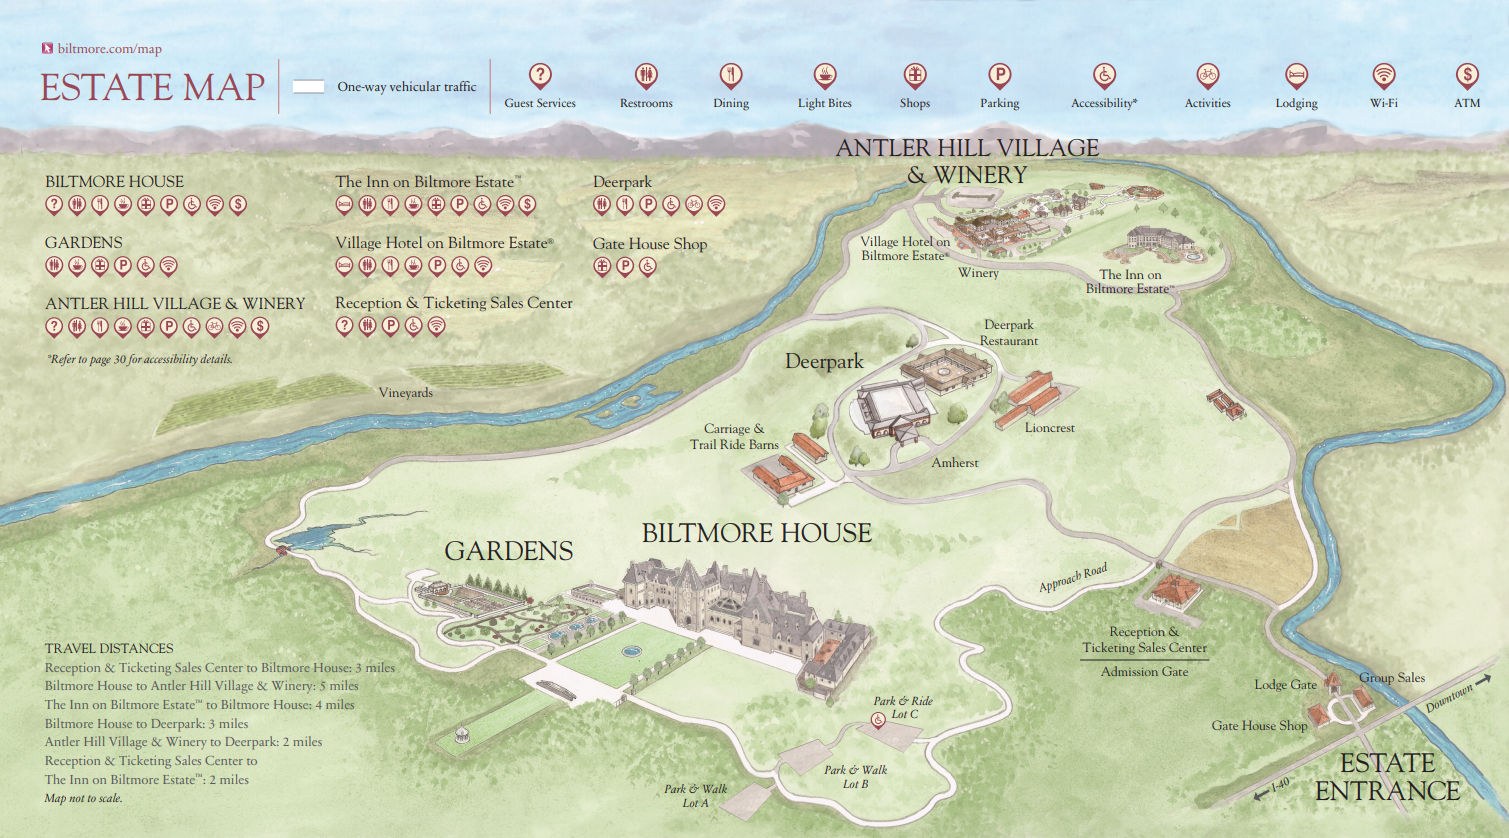 biltmore.com/map
ESTATE MAP
One-way vehicular traffic
Guest Services
Restrooms
Dining
Light Bites
Shops
Parking
Accessibility*
Activities
Lodging
Wi-Fi
ATM
BILTMORE HOUSE
GARDENS
ANTLER HILL VILLAGE & WINERY
*Refer to page 30 for accessibility details.
The Inn on Biltmore Estate™
Village Hotel on Biltmore Estate®
Reception & Ticketing Sales Center
Deerpark
Gate House Shop
ANTLER HILL VILLAGE
& WINERY
Village Hotel on
Biltmore Estate®
Winery
The Inn on
Biltmore Estate™
Deerpark
Restaurant
Deerpark
Vineyards
Carriage &
Trail Ride Barns
Lioncrest
Amherst
BILTMORE HOUSE
GARDENS
Approach Road
Reception &
Ticketing Sales Center
Admission Gate
Lodge Gate
Group Sales
Gate House Shop
Downtown
I-40
ESTATE
ENTRANCE
Park & Ride
Lot C
Park & Walk
Lot B
Park & Walk
Lot A
TRAVEL DISTANCES
Reception & Ticketing Sales Center to Biltmore House: 3 miles
Biltmore House to Antler Hill Village & Winery: 5 miles
The Inn on Biltmore Estate™ to Biltmore House: 4 miles
Biltmore House to Deerpark: 3 miles
Antler Hill Village & Winery to Deerpark: 2 miles
Reception & Ticketing Sales Center to
The Inn on Biltmore Estate™: 2 miles
Map not to scale.